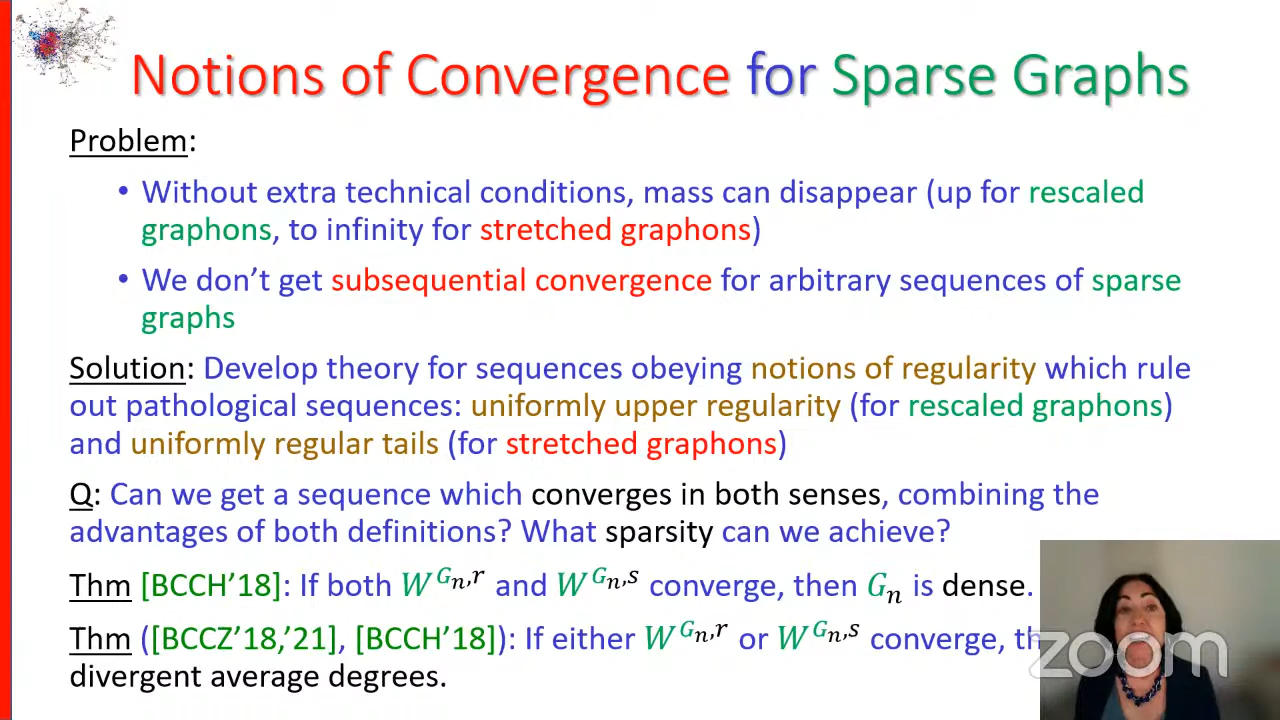 Notions of Convergence for Sparse Graphs
Problem:
• Without extra technical conditions, mass can disappear (up for rescaled
graphons, to infinity for stretched graphons)
• We don't get subsequential convergence for arbitrary sequences of sparse
graphs
Solution: Develop theory for sequences obeying notions of regularity which rule
out pathological sequences: uniformly upper regularity (for rescaled graphons)
and uniformly regular tails (for stretched graphons)
Q: Can we get a sequence which converges in both senses, combining the
advantages of both definitions? What sparsity can we achieve?
Thm [BCCH'18]: If both W^{G_n,r} and W^{G_n,s} converge, then G_n is dense.
Thm ([BCCZ'18,'21], [BCCH'18]): If either W^{G_n,r} or W^{G_n,s} converge,
divergent average degrees.
zoom